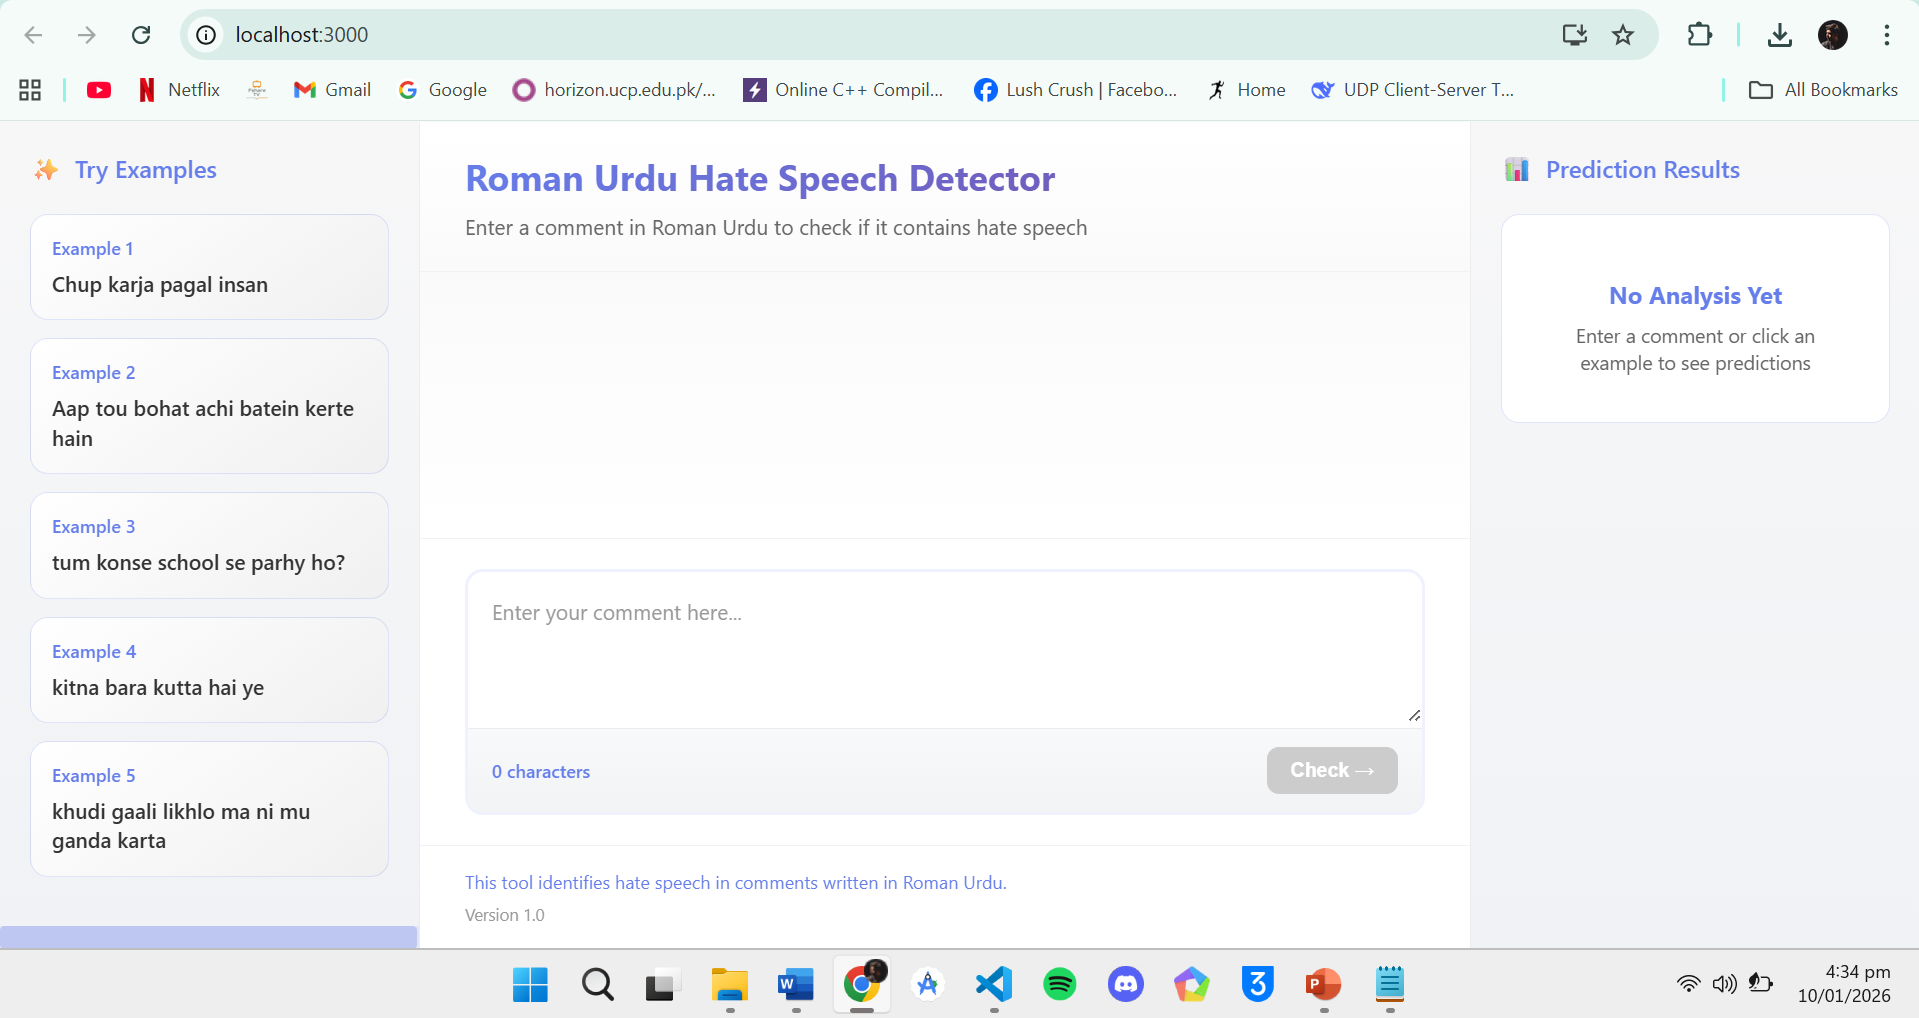 localhost:3000
Netflix
Gmail
Google
horizon.ucp.edu.pk/...
Online C++ Compil...
Lush Crush | Facebo...
Home
UDP Client-Server T...
All Bookmarks
Try Examples
Example 1
Chup karja pagal insan
Example 2
Aap tou bohat achi batein kerte
hain
Example 3
tum konse school se parhy ho?
Example 4
kitna bara kutta hai ye
Example 5
khudi gaali likhlo ma ni mu
ganda karta
Roman Urdu Hate Speech Detector
Enter a comment in Roman Urdu to check if it contains hate speech
Enter your comment here...
0 characters
Check →
This tool identifies hate speech in comments written in Roman Urdu.
Version 1.0
Prediction Results
No Analysis Yet
Enter a comment or click an
example to see predictions
4:34 pm
10/01/2026